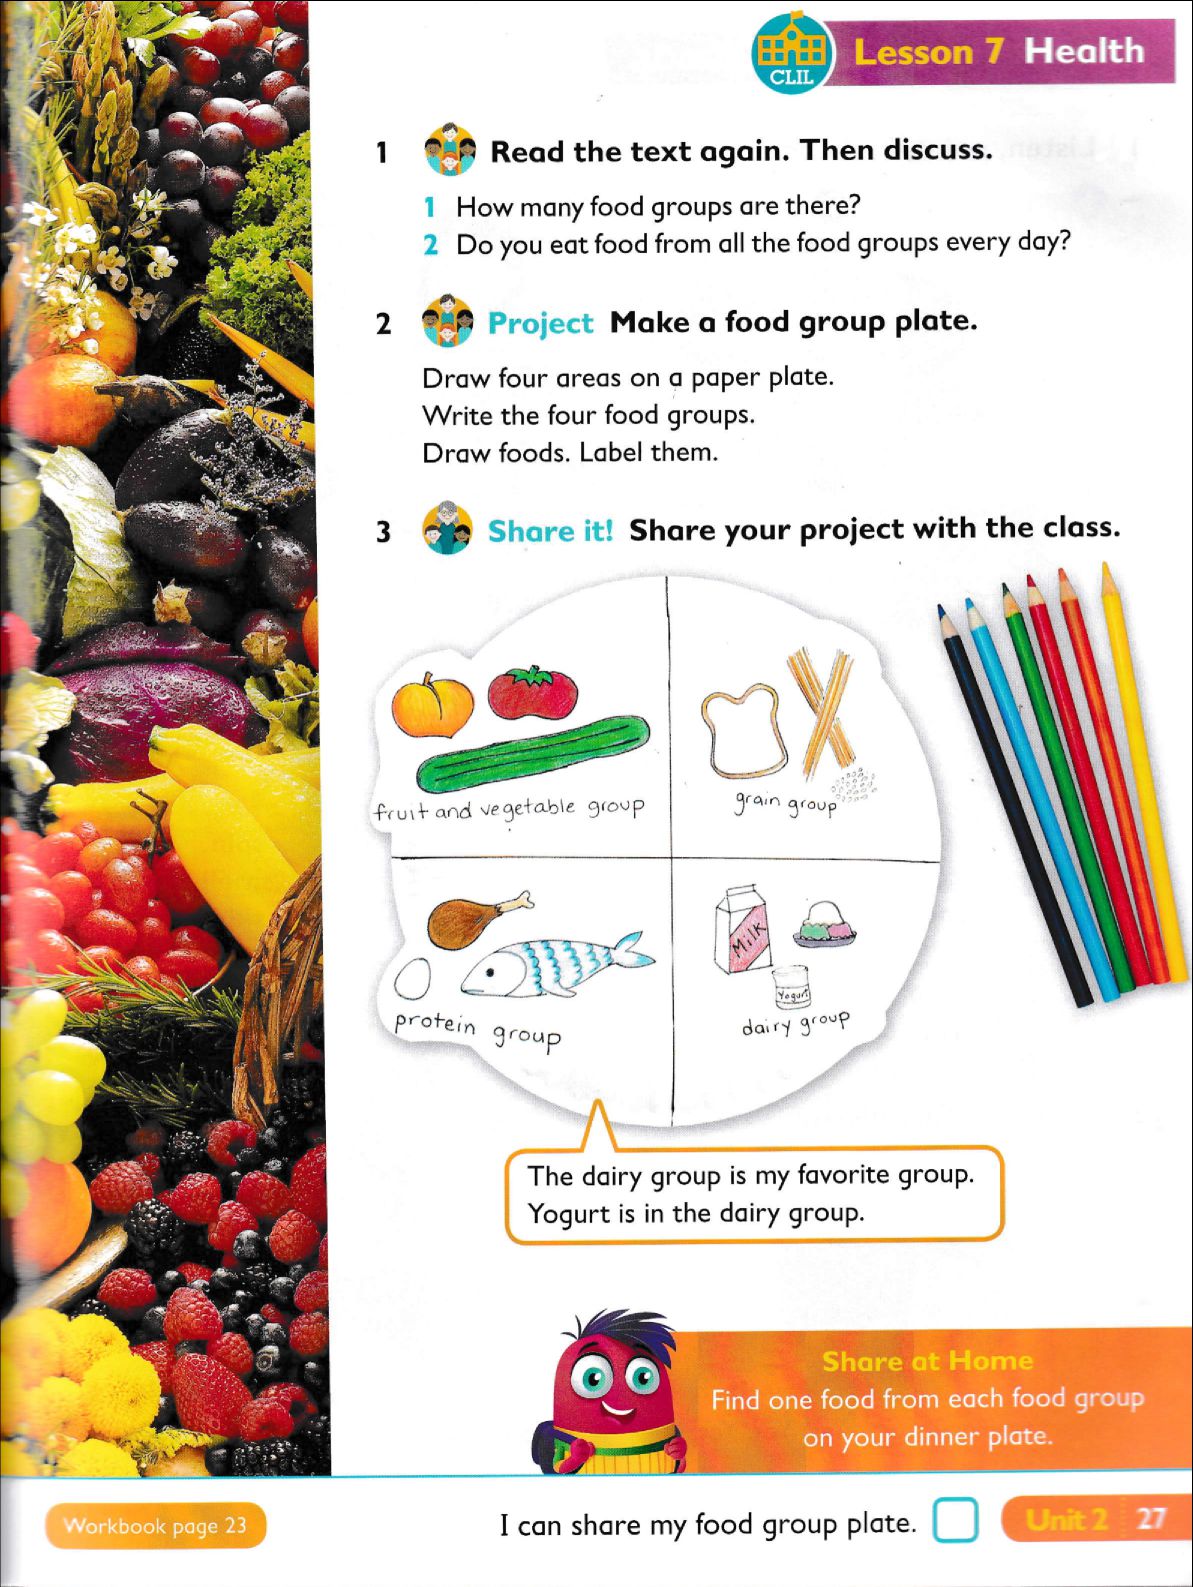 CLIL
Lesson 7 Health
1 Read the text again. Then discuss.
1 How many food groups are there?
2 Do you eat food from all the food groups every day?
2 Project Make a food group plate.
Draw four areas on a paper plate.
Write the four food groups.
Draw foods. Label them.
3 Share it! Share your project with the class.
fruit and vegetable group
grain group
Milk
Yogurt
protein group
dairy group
The dairy group is my favorite group.
Yogurt is in the dairy group.
Share at Home
Find one food from each food group
on your dinner plate.
Workbook page 23
I can share my food group plate.
Unit 2 27